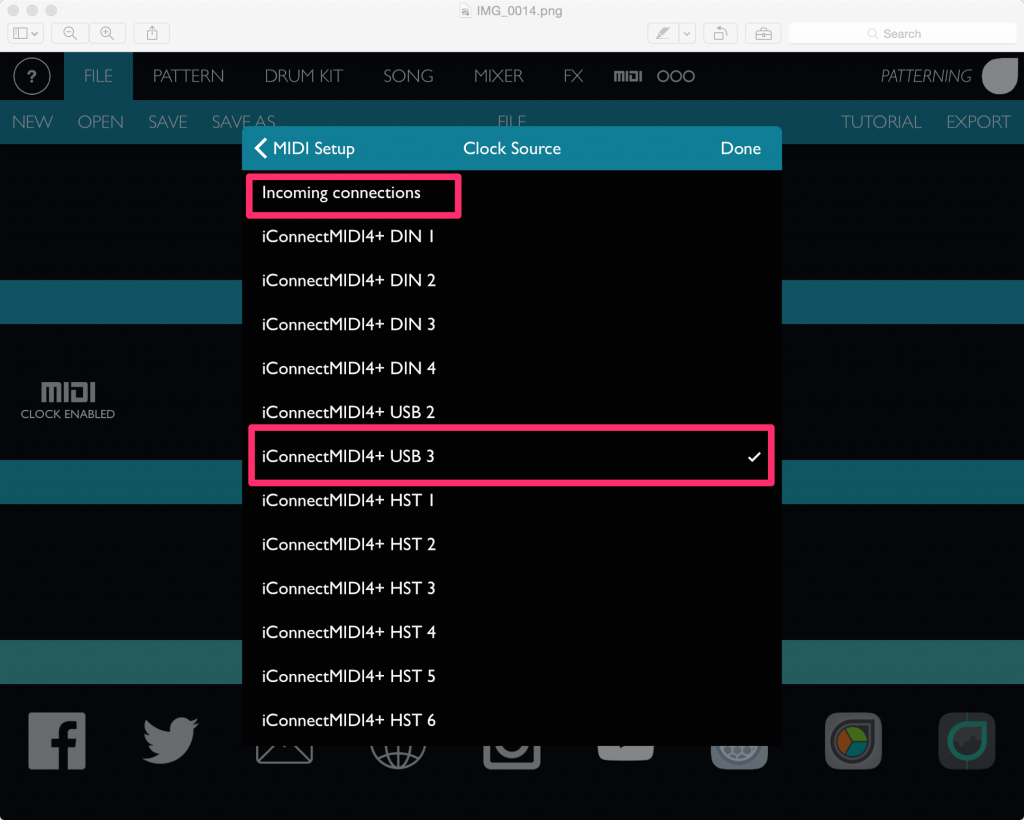 IMG_0014.png
Search
?
FILE PATTERN DRUM KIT SONG MIXER FX MIDI PATTERNING
NEW OPEN SAVE SAVE AS FILE TUTORIAL EXPORT
MIDI Setup Clock Source Done
Incoming connections
iConnectMIDI4+ DIN 1
iConnectMIDI4+ DIN 2
iConnectMIDI4+ DIN 3
iConnectMIDI4+ DIN 4
MIDI
CLOCK ENABLED
iConnectMIDI4+ USB 2
iConnectMIDI4+ USB 3
iConnectMIDI4+ HST 1
iConnectMIDI4+ HST 2
iConnectMIDI4+ HST 3
iConnectMIDI4+ HST 4
iConnectMIDI4+ HST 5
iConnectMIDI4+ HST 6